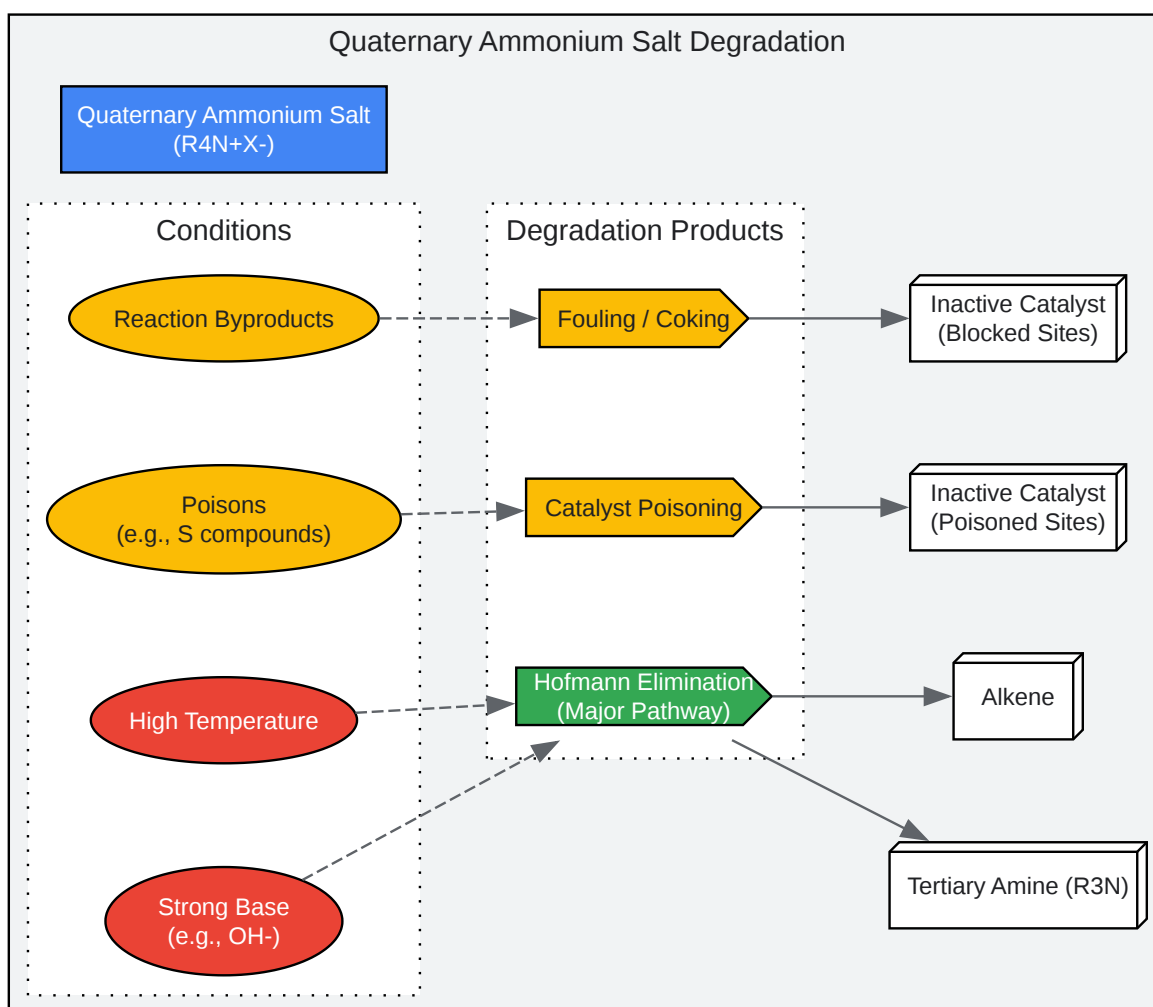 Quaternary Ammonium Salt Degradation
Quaternary Ammonium Salt
(R4N+X-)
Conditions
Degradation Products
Reaction Byproducts
Fouling / Coking
Inactive Catalyst
(Blocked Sites)
Poisons
(e.g., S compounds)
Catalyst Poisoning
Inactive Catalyst
(Poisoned Sites)
High Temperature
Hofmann Elimination
(Major Pathway)
Alkene
Strong Base
(e.g., OH-)
Tertiary Amine (R3N)